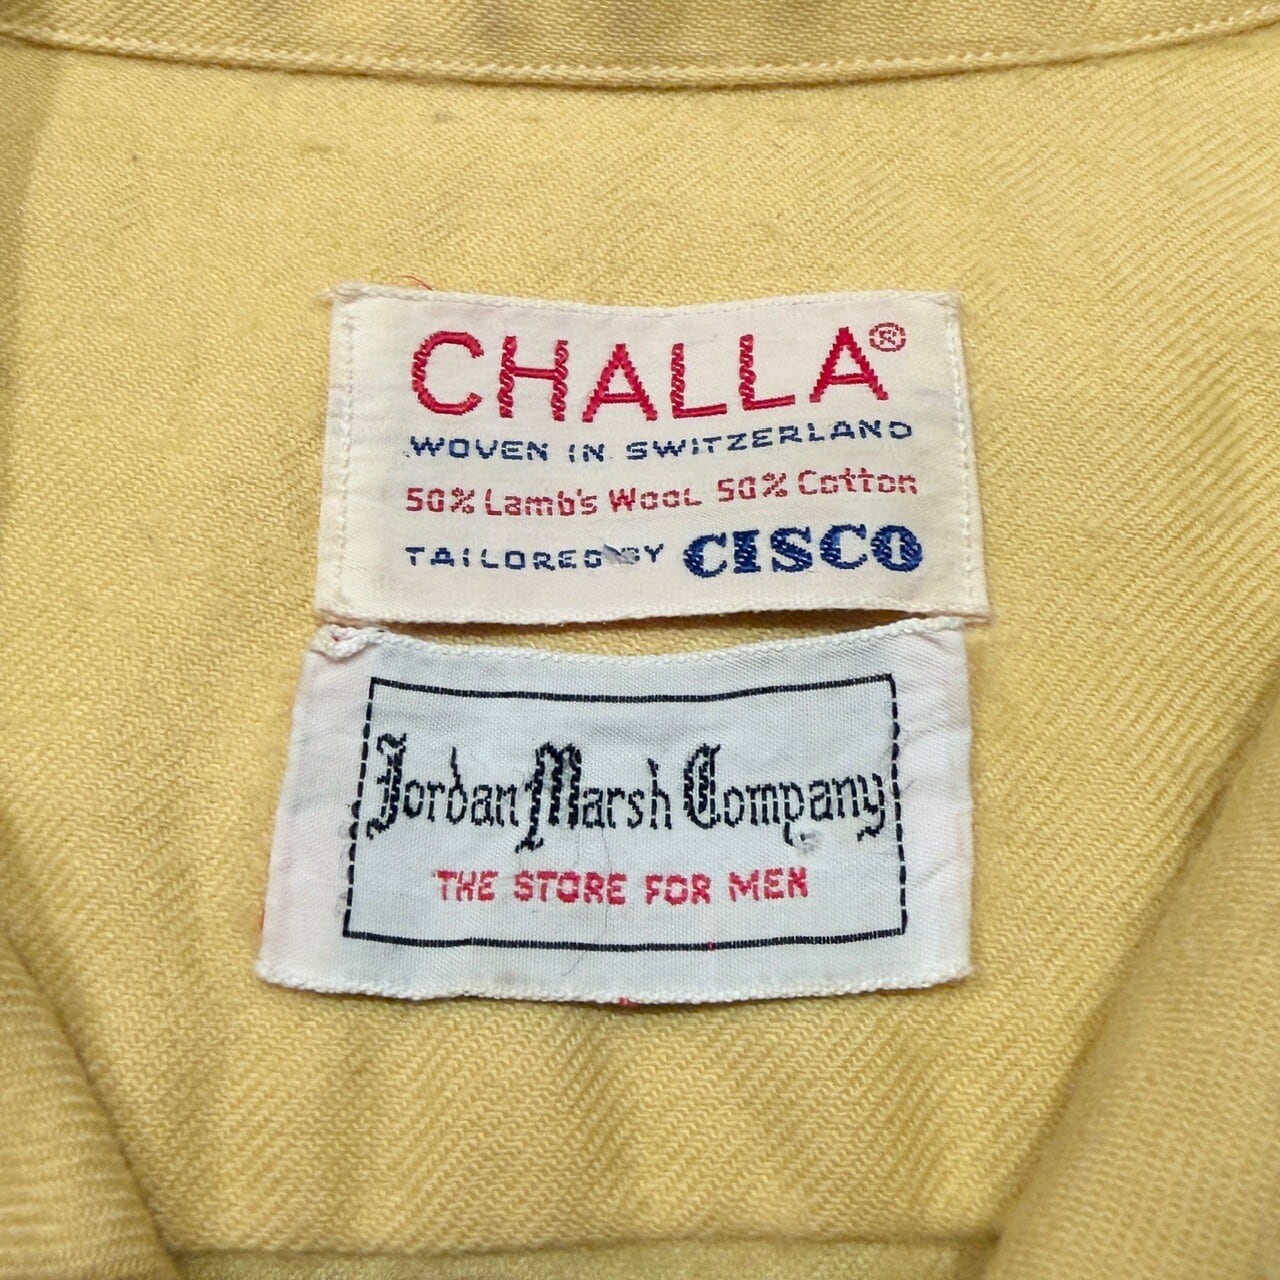 CHALLA®
WOVEN IN SWITZERLAND
50% Lamb's Wool 50% Cotton
TAILORED BY CISCO
Jordan Marsh Company
THE STORE FOR MEN